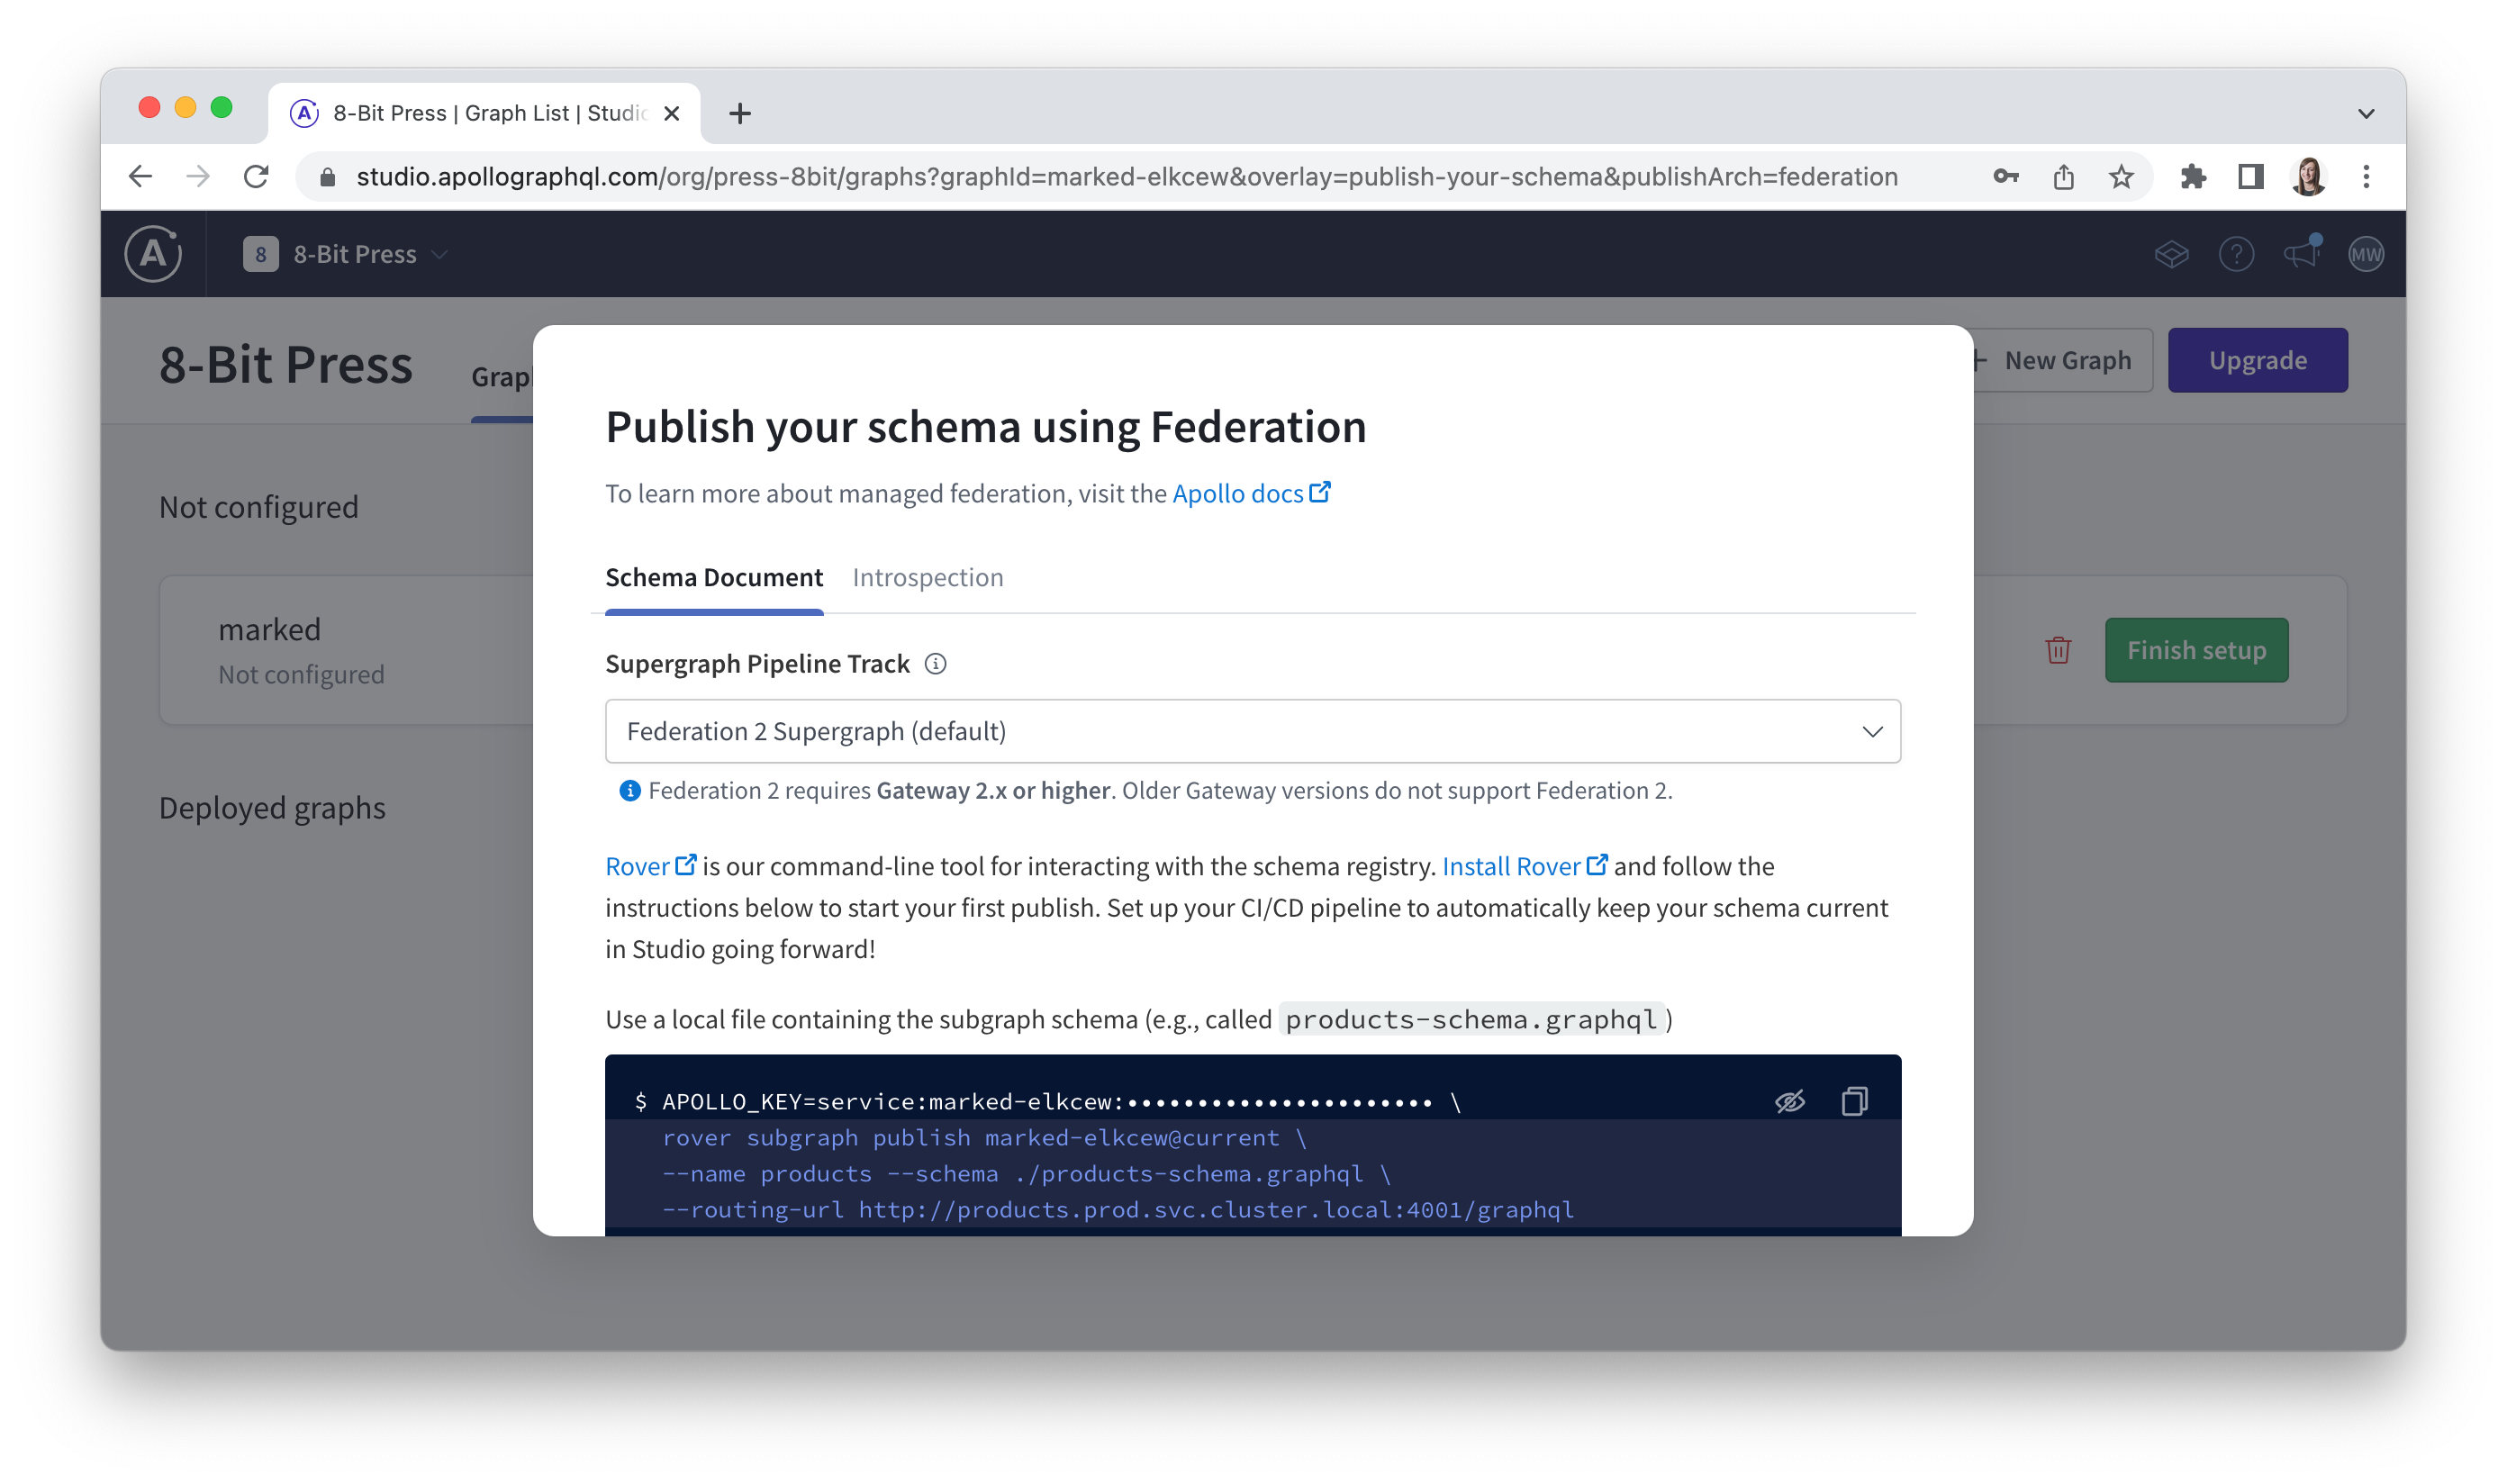 8-Bit Press | Graph List | Studio
studio.apollographql.com/org/press-8bit/graphs?graphId=marked-elkcew&overlay=publish-your-schema&publishArch=federation
A
8
8-Bit Press
?
MW
8-Bit Press
Grap
New Graph
Upgrade
Publish your schema using Federation
To learn more about managed federation, visit the Apollo docs
Not configured
Schema Document
Introspection
marked
Not configured
Finish setup
Supergraph Pipeline Track
Federation 2 Supergraph (default)
Federation 2 requires Gateway 2.x or higher. Older Gateway versions do not support Federation 2.
Deployed graphs
Rover is our command-line tool for interacting with the schema registry. Install Rover and follow the
instructions below to start your first publish. Set up your CI/CD pipeline to automatically keep your schema current
in Studio going forward!
Use a local file containing the subgraph schema (e.g., called products-schema.graphql)
$ APOLLO_KEY=service:marked-elkcew:•••••••••••••••••••••• \
rover subgraph publish marked-elkcew@current \
--name products --schema ./products-schema.graphql \
--routing-url http://products.prod.svc.cluster.local:4001/graphql